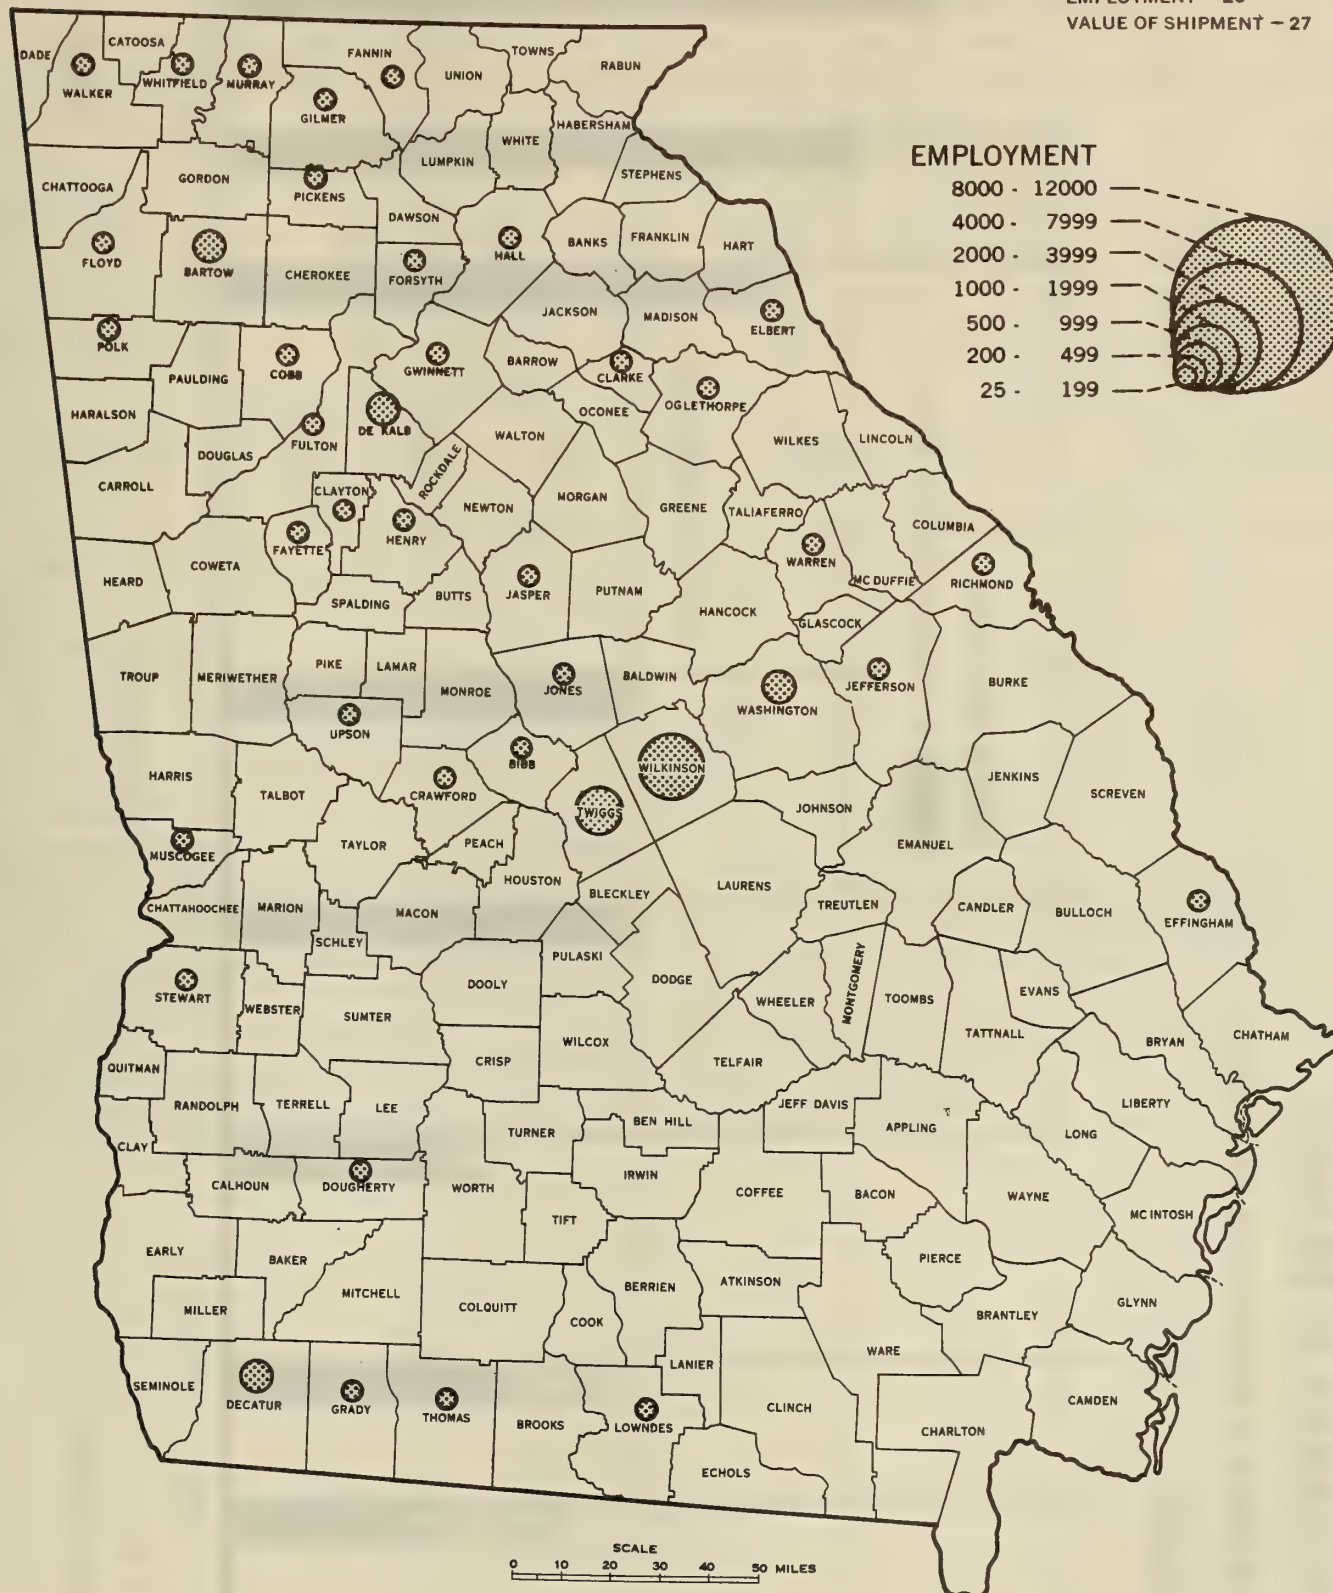 VALUE OF SHIPMENT – 27
DADE
CATOOSA
WALKER
WHITFIELD
MURRAY
FANNIN
GILMER
UNION
TOWNS
RABUN
WHITE
HABERSHAM
LUMPKIN
STEPHENS
CHATTOOGA
GORDON
PICKENS
DAWSON
FLOYD
BARTOW
CHEROKEE
FORSYTH
HALL
BANKS
FRANKLIN
HART
JACKSON
MADISON
ELBERT
POLK
PAULDING
COBB
GWINNETT
BARROW
CLARKE
OCONEE
OGLETHORPE
HARALSON
DOUGLAS
FULTON
DE KALB
ROCKDALE
WALTON
WILKES
LINCOLN
CARROLL
CLAYTON
NEWTON
MORGAN
GREENE
TALIAFERRO
COLUMBIA
FAYETTE
HENRY
WARREN
MC DUFFIE
RICHMOND
HEARD
COWETA
SPALDING
BUTTS
JASPER
PUTNAM
HANCOCK
GLASCOCK
TROUP
MERIWETHER
PIKE
LAMAR
MONROE
JONES
BALDWIN
WASHINGTON
JEFFERSON
BURKE
UPSON
BIBB
TWIGGS
WILKINSON
HARRIS
TALBOT
CRAWFORD
PEACH
JOHNSON
JENKINS
SCREVEN
MUSCOGEE
TAYLOR
HOUSTON
BLECKLEY
LAURENS
EMANUEL
CHATTAHOOCHEE
MARION
SCHLEY
MACON
PULASKI
TREUTLEN
CANDLER
BULLOCH
EFFINGHAM
STEWART
WEBSTER
SUMTER
DOOLY
DODGE
WHEELER
MONTGOMERY
TOOMBS
EVANS
TATTNALL
BRYAN
CHATHAM
QUITMAN
CRISP
WILCOX
TELFAIR
RANDOLPH
TERRELL
LEE
TURNER
BEN HILL
JEFF DAVIS
APPLING
LONG
LIBERTY
CLAY
CALHOUN
DOUGHERTY
WORTH
IRWIN
COFFEE
BACON
WAYNE
MC INTOSH
EARLY
BAKER
MITCHELL
TIFT
BERRIEN
ATKINSON
PIERCE
BRANTLEY
GLYNN
MILLER
COLQUITT
COOK
LANIER
WARE
SEMINOLE
DECATUR
GRADY
THOMAS
BROOKS
LOWNDES
CLINCH
CHARLTON
CAMDEN
ECHOLS
EMPLOYMENT
8000 - 12000
4000 - 7999
2000 - 3999
1000 - 1999
500 - 999
200 - 499
25 - 199
SCALE
0 10 20 30 40 50 MILES